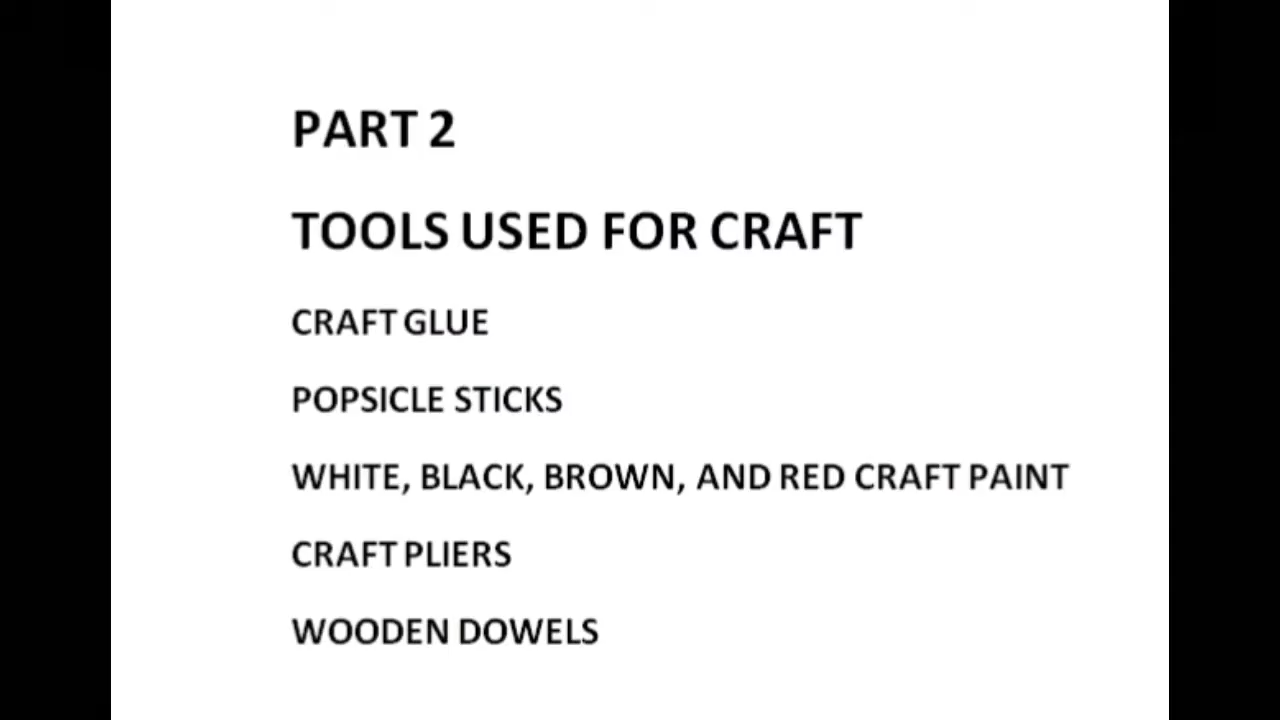 PART 2
TOOLS USED FOR CRAFT
CRAFT GLUE
POPSICLE STICKS
WHITE, BLACK, BROWN, AND RED CRAFT PAINT
CRAFT PLIERS
WOODEN DOWELS